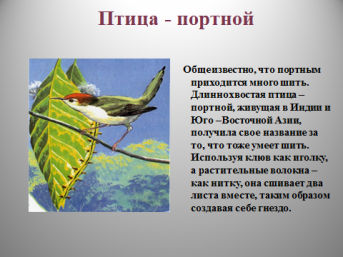 Птица - портной
Общеизвестно, что портным
приходится много шить.
Длиннохвостая птица –
портной, живущая в Индии и
Юго –Восточной Азии,
получила свое название за
то, что тоже умеет шить.
Используя клюв как иголку,
а растительные волокна –
как нитку, она сшивает два
листа вместе, таким образом
создавая себе гнездо.